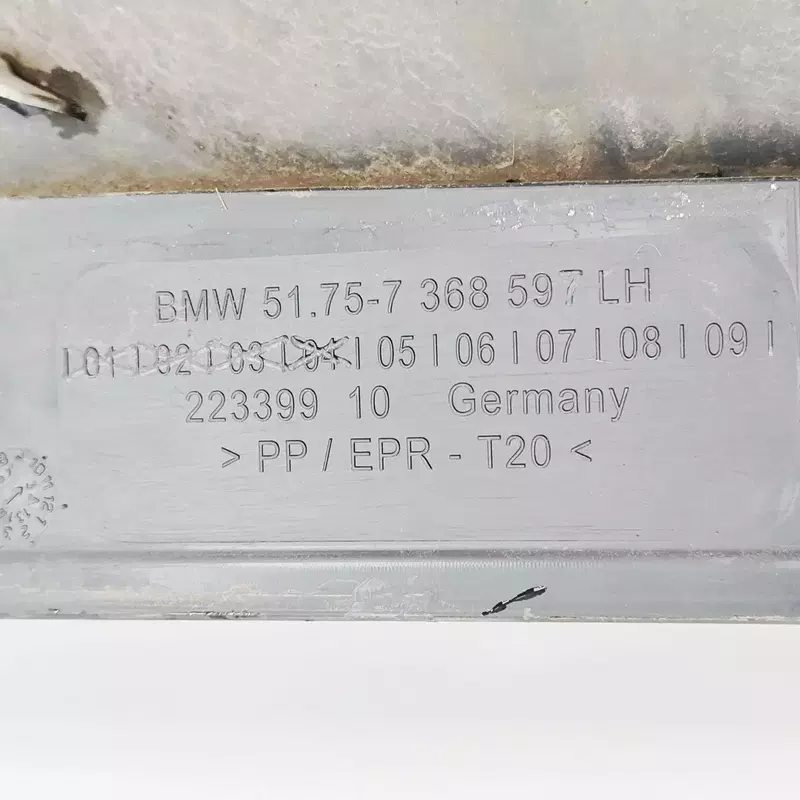 BMW 51.75-7 368 597 LH
| 01 | 02 | 03 | 04 | 05 | 06 | 07 | 08 | 09 |
223399 10 Germany
> PP / EPR - T20 <